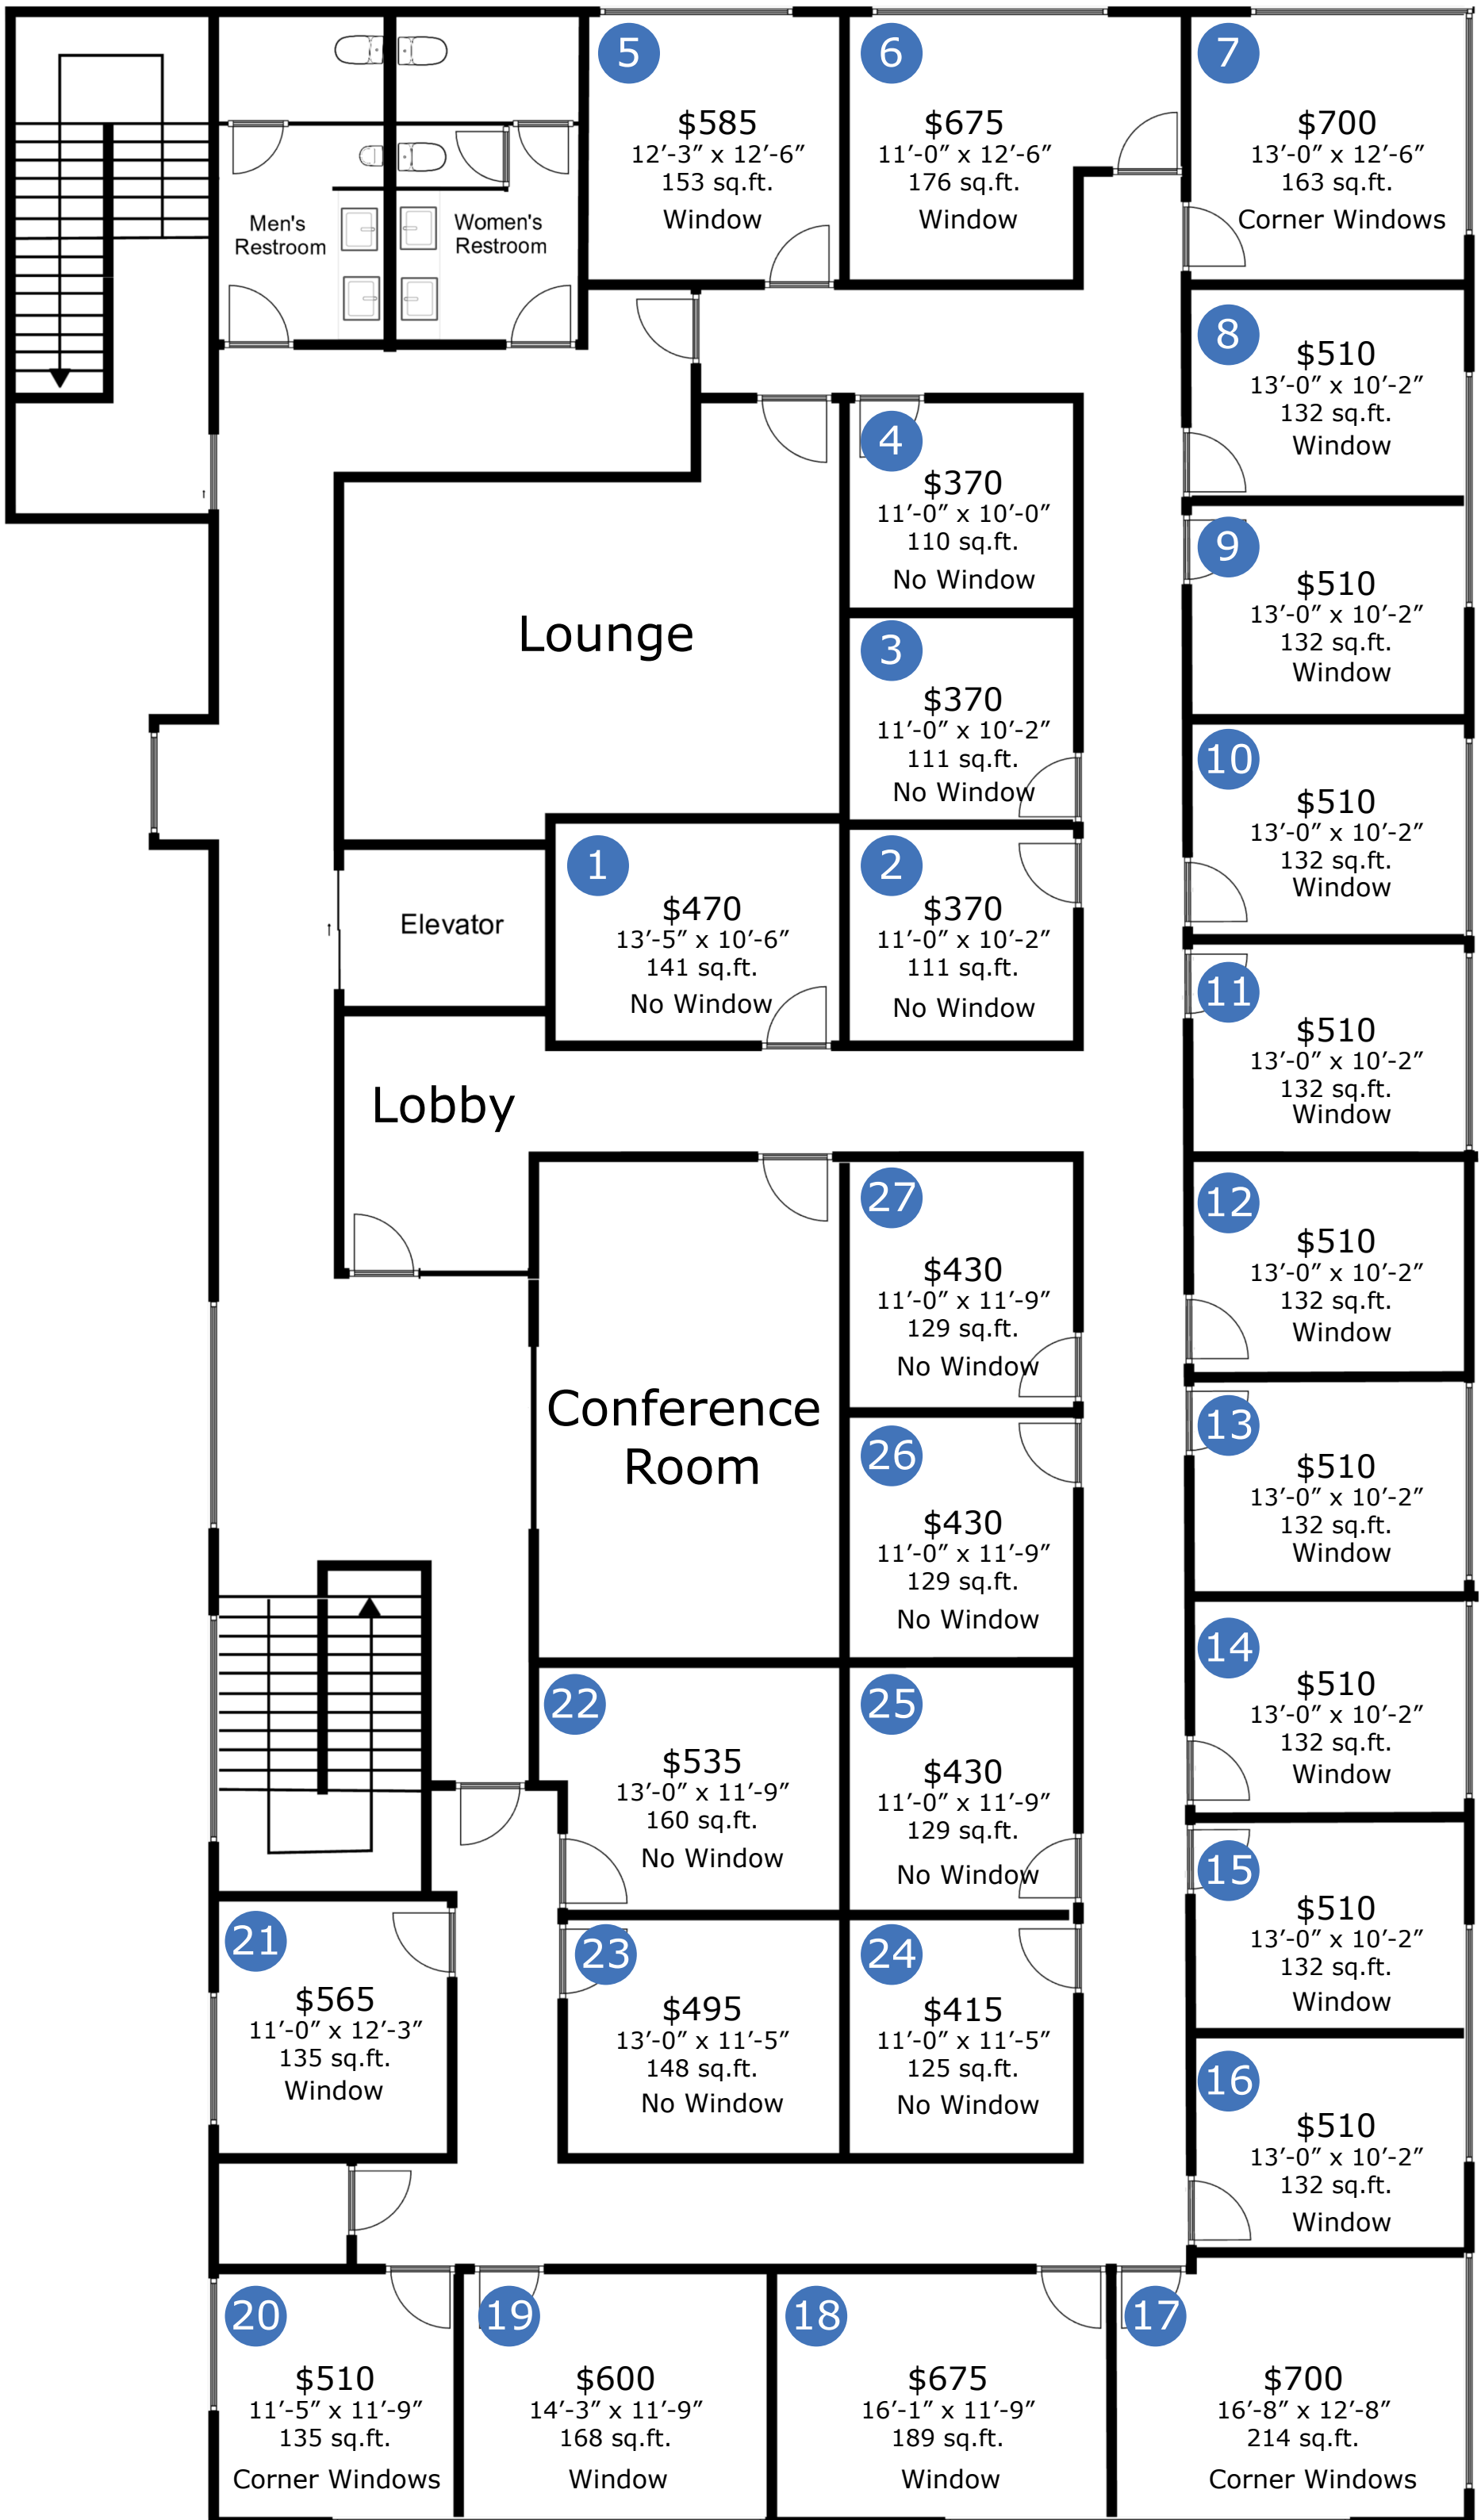 5
$585
12′-3″ x 12′-6″
153 sq.ft.
Window
6
$675
11′-0″ x 12′-6″
176 sq.ft.
Window
7
$700
13′-0″ x 12′-6″
163 sq.ft.
Corner Windows
Men's
Restroom
Women's
Restroom
8
$510
13′-0″ x 10′-2″
132 sq.ft.
Window
4
$370
11′-0″ x 10′-0″
110 sq.ft.
No Window
9
$510
13′-0″ x 10′-2″
132 sq.ft.
Window
Lounge
3
$370
11′-0″ x 10′-2″
111 sq.ft.
No Window
10
$510
13′-0″ x 10′-2″
132 sq.ft.
Window
Elevator
1
$470
13′-5″ x 10′-6″
141 sq.ft.
No Window
2
$370
11′-0″ x 10′-2″
111 sq.ft.
No Window
11
$510
13′-0″ x 10′-2″
132 sq.ft.
Window
Lobby
27
$430
11′-0″ x 11′-9″
129 sq.ft.
No Window
12
$510
13′-0″ x 10′-2″
132 sq.ft.
Window
Conference
Room
26
$430
11′-0″ x 11′-9″
129 sq.ft.
No Window
13
$510
13′-0″ x 10′-2″
132 sq.ft.
Window
14
$510
13′-0″ x 10′-2″
132 sq.ft.
Window
22
$535
13′-0″ x 11′-9″
160 sq.ft.
No Window
25
$430
11′-0″ x 11′-9″
129 sq.ft.
No Window
15
$510
13′-0″ x 10′-2″
132 sq.ft.
Window
21
$565
11′-0″ x 12′-3″
135 sq.ft.
Window
23
$495
13′-0″ x 11′-5″
148 sq.ft.
No Window
24
$415
11′-0″ x 11′-5″
125 sq.ft.
No Window
16
$510
13′-0″ x 10′-2″
132 sq.ft.
Window
20
$510
11′-5″ x 11′-9″
135 sq.ft.
Corner Windows
19
$600
14′-3″ x 11′-9″
168 sq.ft.
Window
18
$675
16′-1″ x 11′-9″
189 sq.ft.
Window
17
$700
16′-8″ x 12′-8″
214 sq.ft.
Corner Windows